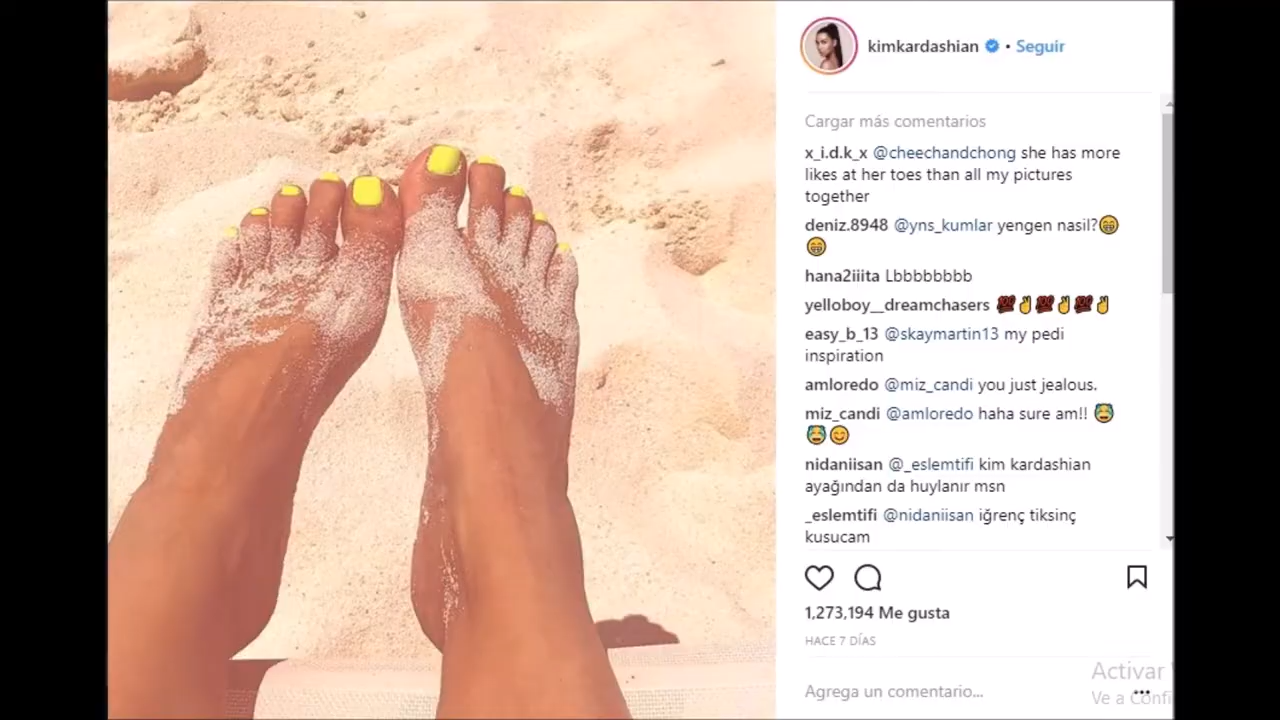 kimkardashian • Seguir
Cargar más comentarios
x_i.d.k_x @cheechandchong she has more
likes at her toes than all my pictures
together
deniz.8948 @yns_kumlar yengen nasil?😁
😁
hana2iiita Lbbbbbbbb
yelloboy__dreamchasers 💯✌💯✌💯✌
easy_b_13 @skaymartin13 my pedi
inspiration
amloredo @miz_candi you just jealous.
miz_candi @amloredo haha sure am!! 😹
😹😊
nidaniisan @_eslemtifi kim kardashian
ayağından da huylanır msn
_eslemtifi @nidaniisan iğrenç tiksinç
kusucam
1,273,194 Me gusta
HACE 7 DÍAS
Agrega un comentario...
Activar
Ve a Confi